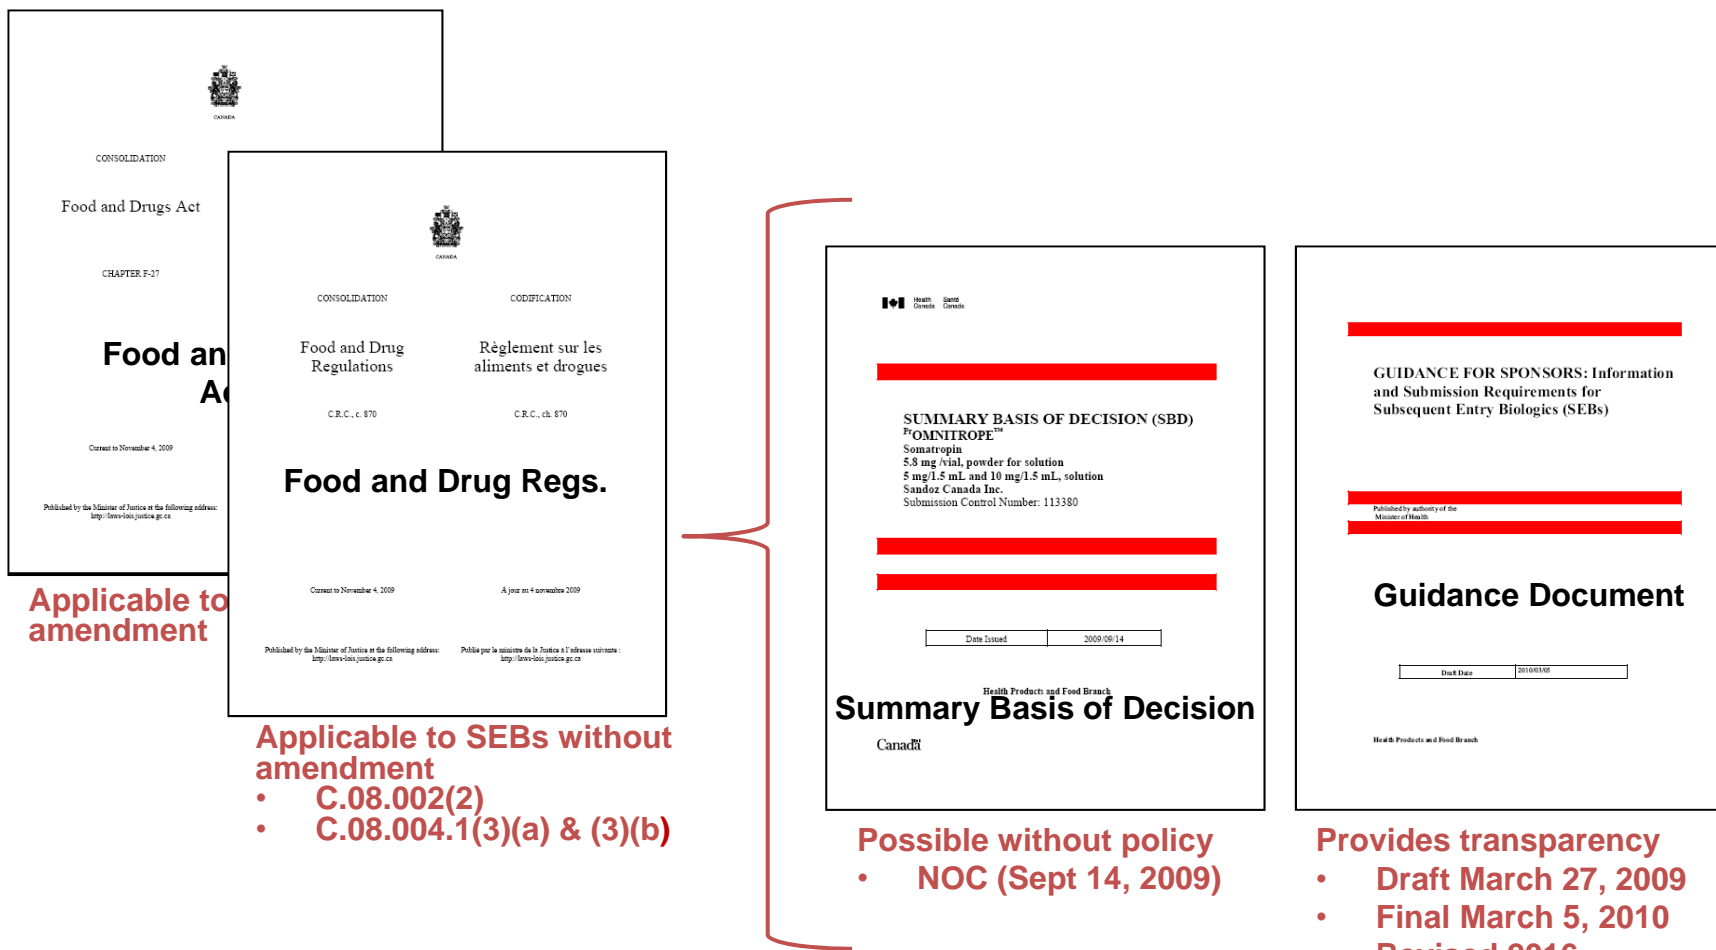 CANADA
CONSOLIDATION
Food and Drugs Act
CHAPTER F-27
Food an
Current to November 4, 2009
Published by the Minister of Justice at the following address:
http://laws-lois.justice.gc.ca
Applicable to
amendment
CANADA
CONSOLIDATION
CODIFICATION
Food and Drug
Regulations
Règlement sur les
aliments et drogues
C.R.C., c. 870
C.R.C., ch. 870
Food and Drug Regs.
Current to November 4, 2009
À jour au 4 novembre 2009
Published by the Minister of Justice at the following address:
http://laws-lois.justice.gc.ca
Publié par le ministre de la Justice à l'adresse suivante :
http://laws-lois.justice.gc.ca
Applicable to SEBs without
amendment
• C.08.002(2)
• C.08.004.1(3)(a) & (3)(b)
Health Canada
Santé Canada
SUMMARY BASIS OF DECISION (SBD)
PrOMNITROPE™
Somatropin
5.8 mg /vial, powder for solution
5 mg/1.5 mL and 10 mg/1.5 mL, solution
Sandoz Canada Inc.
Submission Control Number: 113380
Date Issued 2009/09/14
Health Products and Food Branch
Summary Basis of Decision
Canada
Possible without policy
• NOC (Sept 14, 2009)
GUIDANCE FOR SPONSORS: Information
and Submission Requirements for
Subsequent Entry Biologics (SEBs)
Published by authority of the
Minister of Health
Guidance Document
Draft Date 2010/03/05
Health Products and Food Branch
Provides transparency
• Draft March 27, 2009
• Final March 5, 2010
Revised 2016